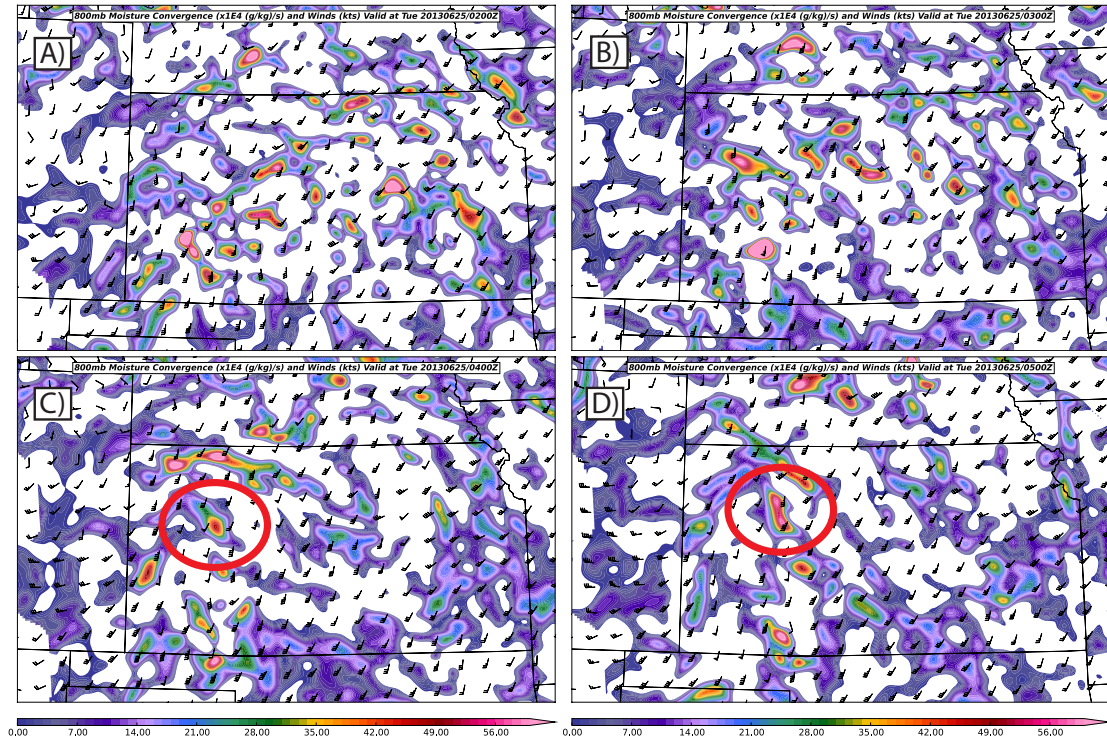 800mb Moisture Convergence (x1E4 (g/kg)/s) and Winds (kts) Valid at Tue 20130625/0200Z
A)
800mb Moisture Convergence (x1E4 (g/kg)/s) and Winds (kts) Valid at Tue 20130625/0300Z
B)
800mb Moisture Convergence (x1E4 (g/kg)/s) and Winds (kts) Valid at Tue 20130625/0400Z
C)
800mb Moisture Convergence (x1E4 (g/kg)/s) and Winds (kts) Valid at Tue 20130625/0500Z
D)
0.00 7.00 14.00 21.00 28.00 35.00 42.00 49.00 56.00
0.00 7.00 14.00 21.00 28.00 35.00 42.00 49.00 56.00